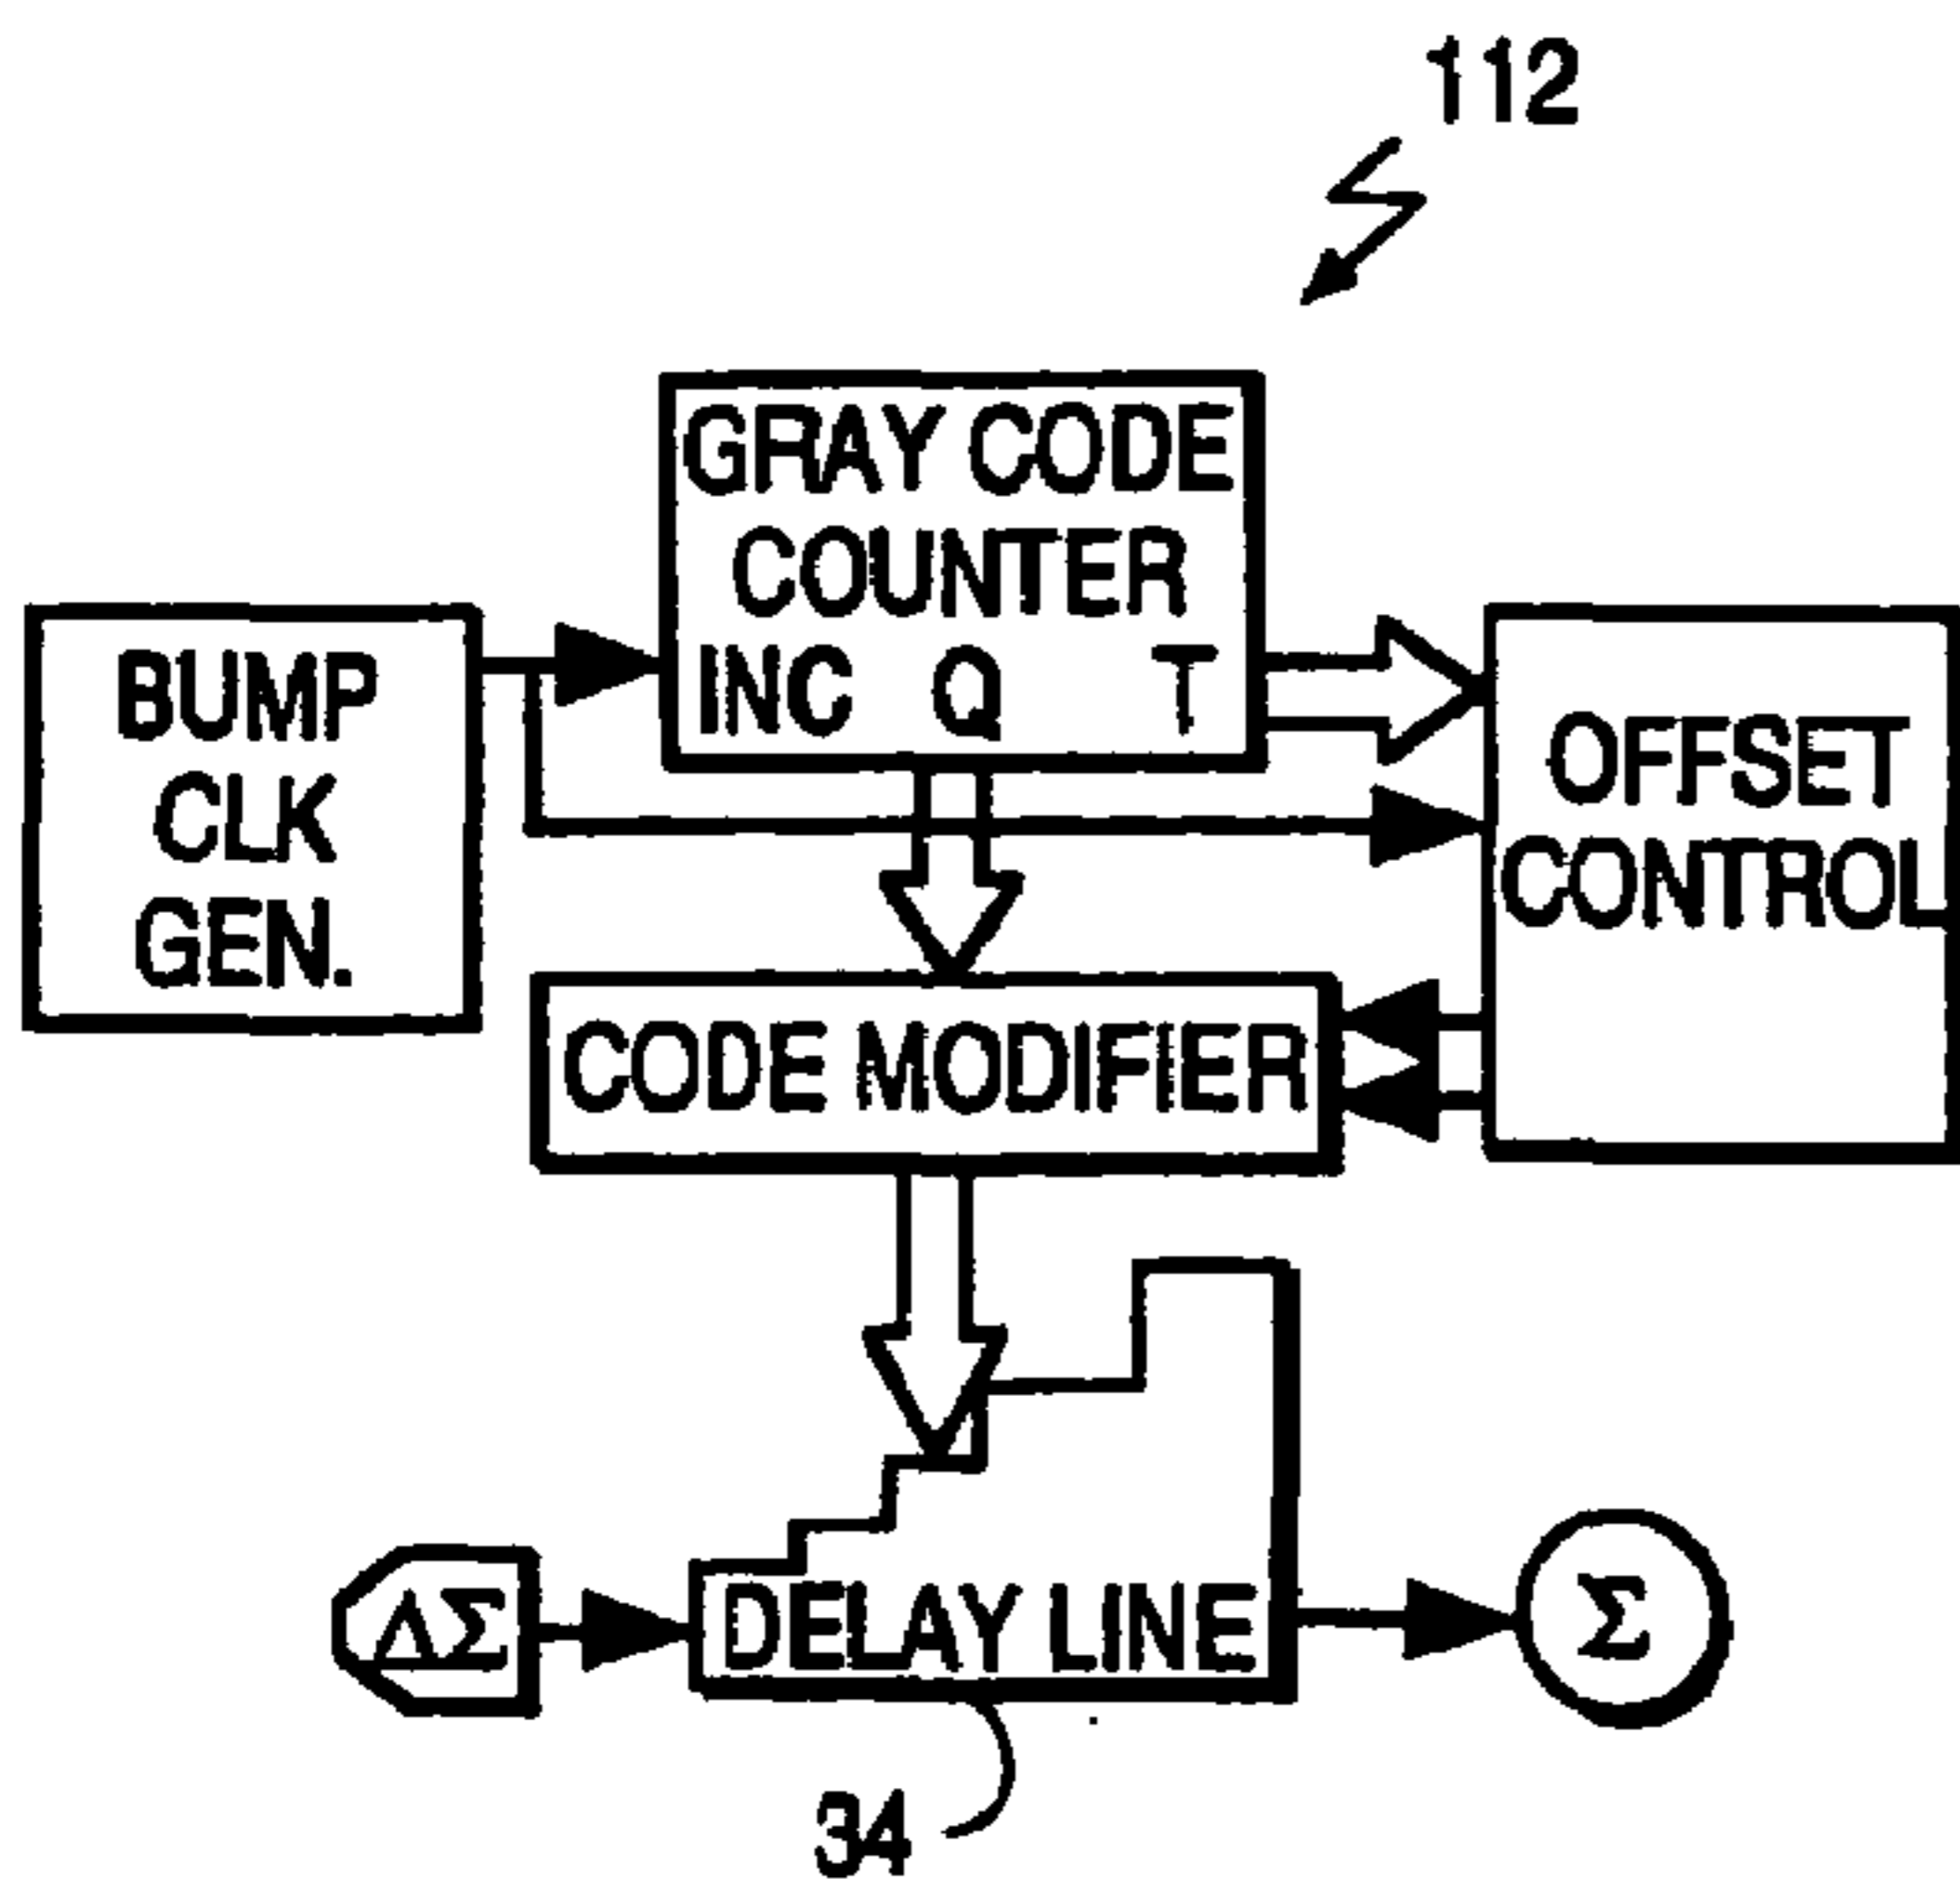 112
GRAY CODE
COUNTER
INC Q T
BUMP
CLK
GEN.
OFFSET
CONTROL
CODE MODIFIER
ΔΣ
DELAY LINE
Σ
34